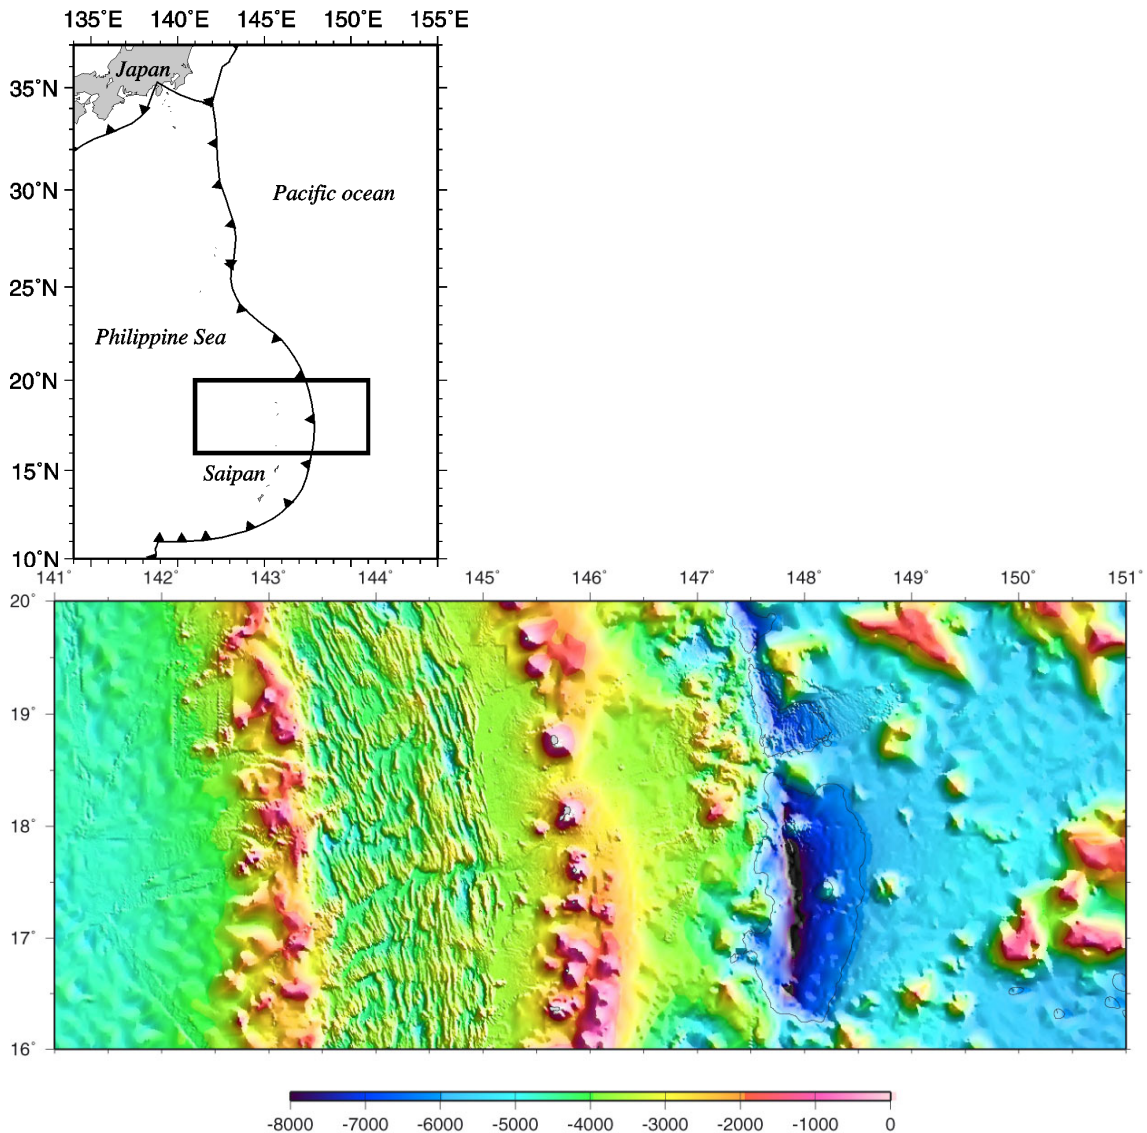 135˚E 140˚E 145˚E 150˚E 155˚E
Japan
35˚N
Pacific ocean
30˚N
25˚N
Philippine Sea
20˚N
15˚N
Saipan
10˚N
141˚ 142˚ 143˚ 144˚ 145˚ 146˚ 147˚ 148˚ 149˚ 150˚ 151˚
20˚
19˚
18˚
17˚
16˚
-8000 -7000 -6000 -5000 -4000 -3000 -2000 -1000 0